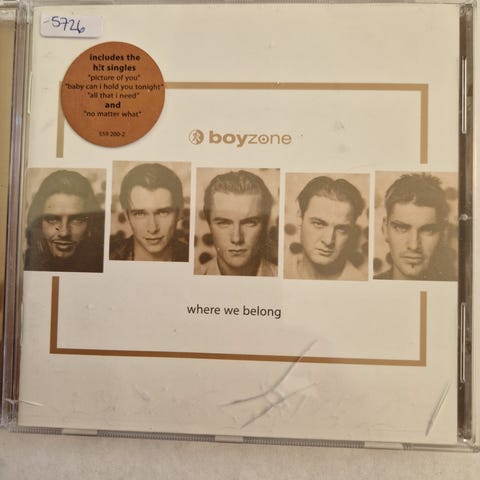 -5726
includes the
h!t singles
"picture of you"
"baby can i hold you tonight"
"all that i need"
and
"no matter what"
559 200-2
boyzone
where we belong